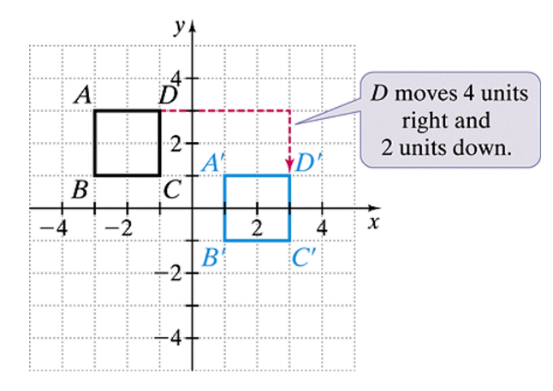 y
4
A D
D moves 4 units
right and
2 units down.
2
A' D'
B C
−4 −2 2 4 x
B' C'
−2
−4